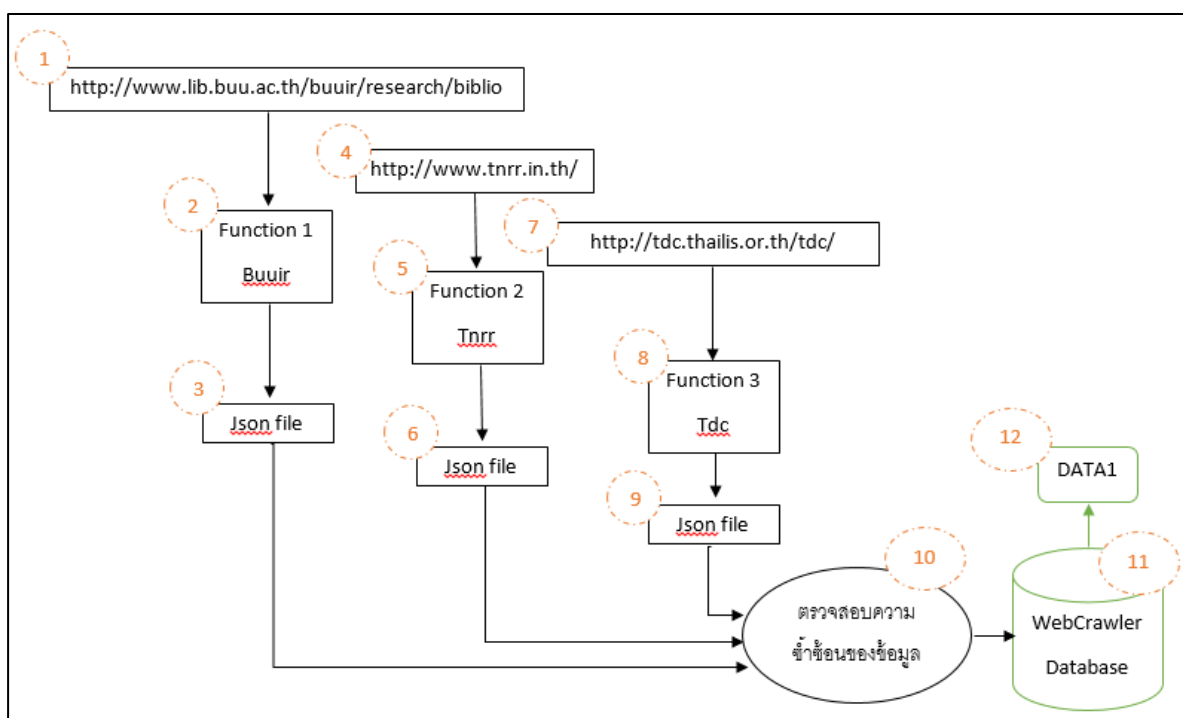 1
http://www.lib.buu.ac.th/buuir/research/biblio
2
Function 1
Buuir
3
Json file
4
http://www.tnrr.in.th/
5
Function 2
Tnrr
6
Json file
7
http://tdc.thailis.or.th/tdc/
8
Function 3
Tdc
9
Json file
10
ตรวจสอบความ
ซ้ำซ้อนของข้อมูล
11
WebCrawler
Database
12
DATA1